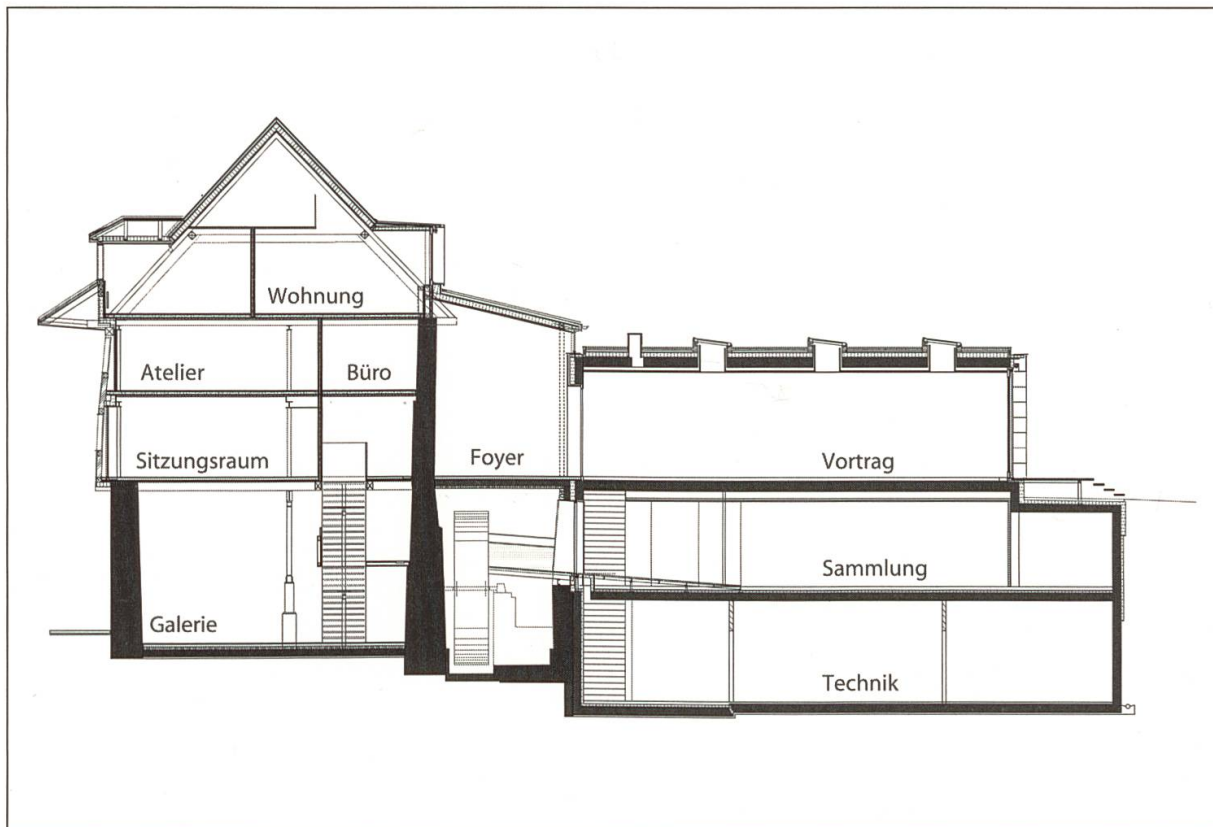 Wohnung
Atelier
Büro
Sitzungsraum
Foyer
Vortrag
Sammlung
Galerie
Technik